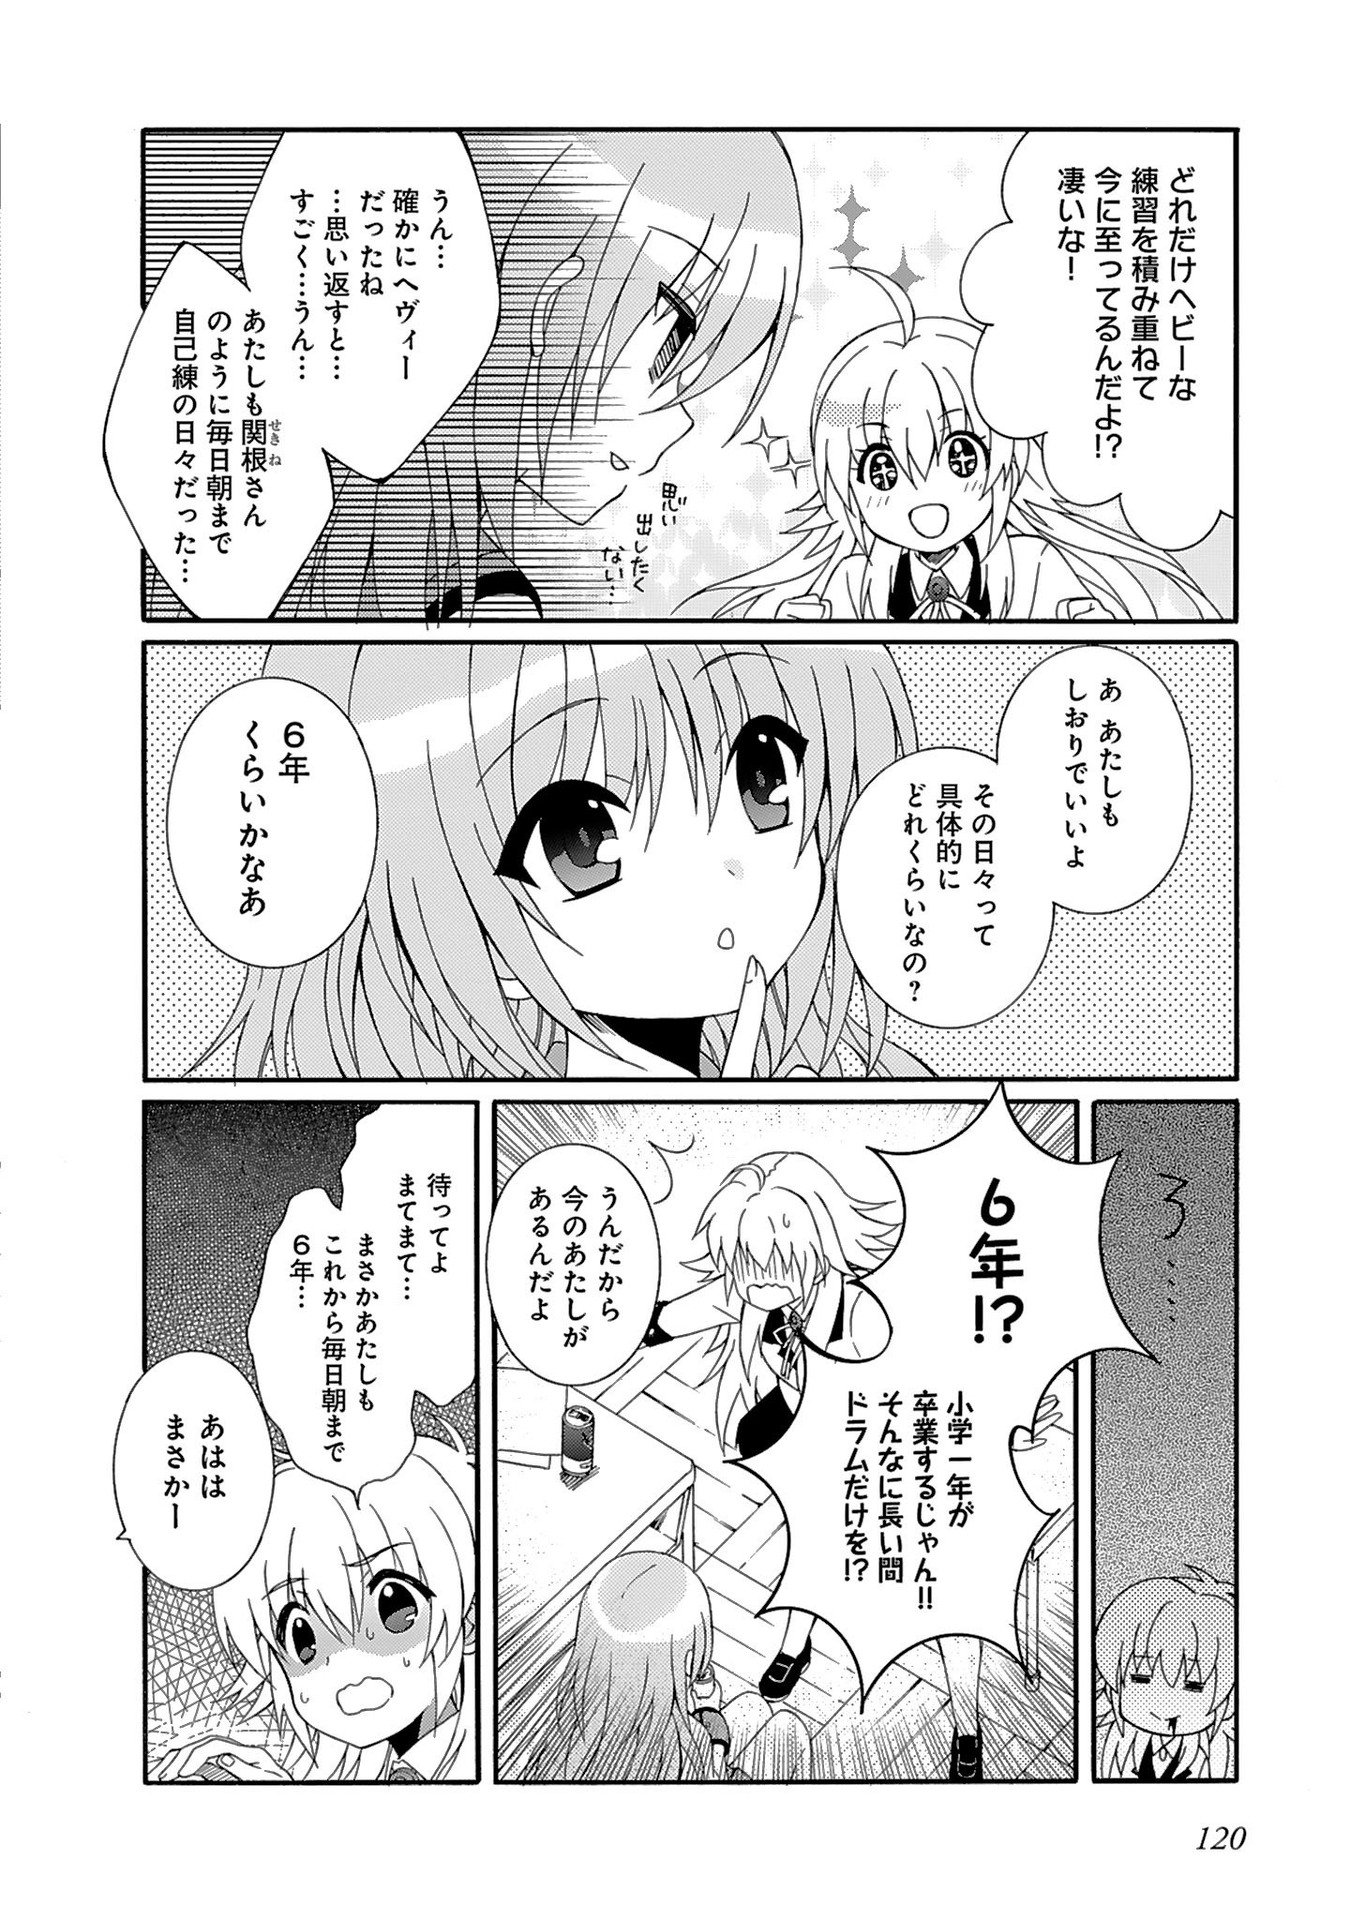 どれだけヘビーな
練習を積み重ねて
今に至ってるんだよ!?
凄いな!
うん…
確かにヘヴィー
だったね
…思い返すと…
すごく…うん…
思い
出したく
ない…
あたしも関根さん
せきね
のように毎日朝まで
自己練の日々だった…
あ あたしも
しおりでいいよ
その日々って
具体的に
どれくらいなの?
6年
くらいかなあ
ろ……
6年!?
小学一年が
卒業するじゃん!!
そんなに長い間
ドラムだけを!?
うんだから
今のあたしが
あるんだよ
待ってよ
まてまて…
まさかあたしも
これから毎日朝まで
6年…
あはは
まさかー
120